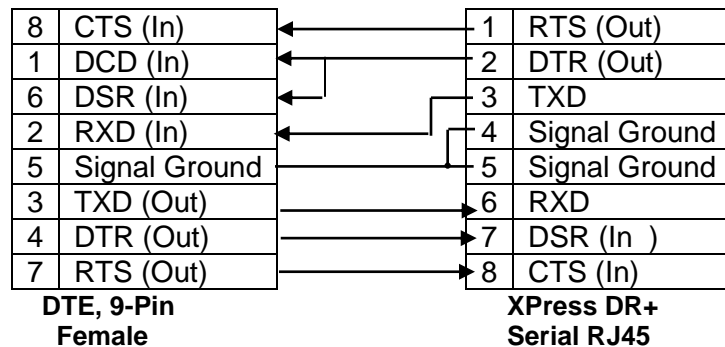 8 CTS (In) 1 RTS (Out)
1 DCD (In) 2 DTR (Out)
6 DSR (In) 3 TXD
2 RXD (In) 4 Signal Ground
5 Signal Ground 5 Signal Ground
3 TXD (Out) 6 RXD
4 DTR (Out) 7 DSR (In )
7 RTS (Out) 8 CTS (In)
DTE, 9-Pin XPress DR+
Female Serial RJ45